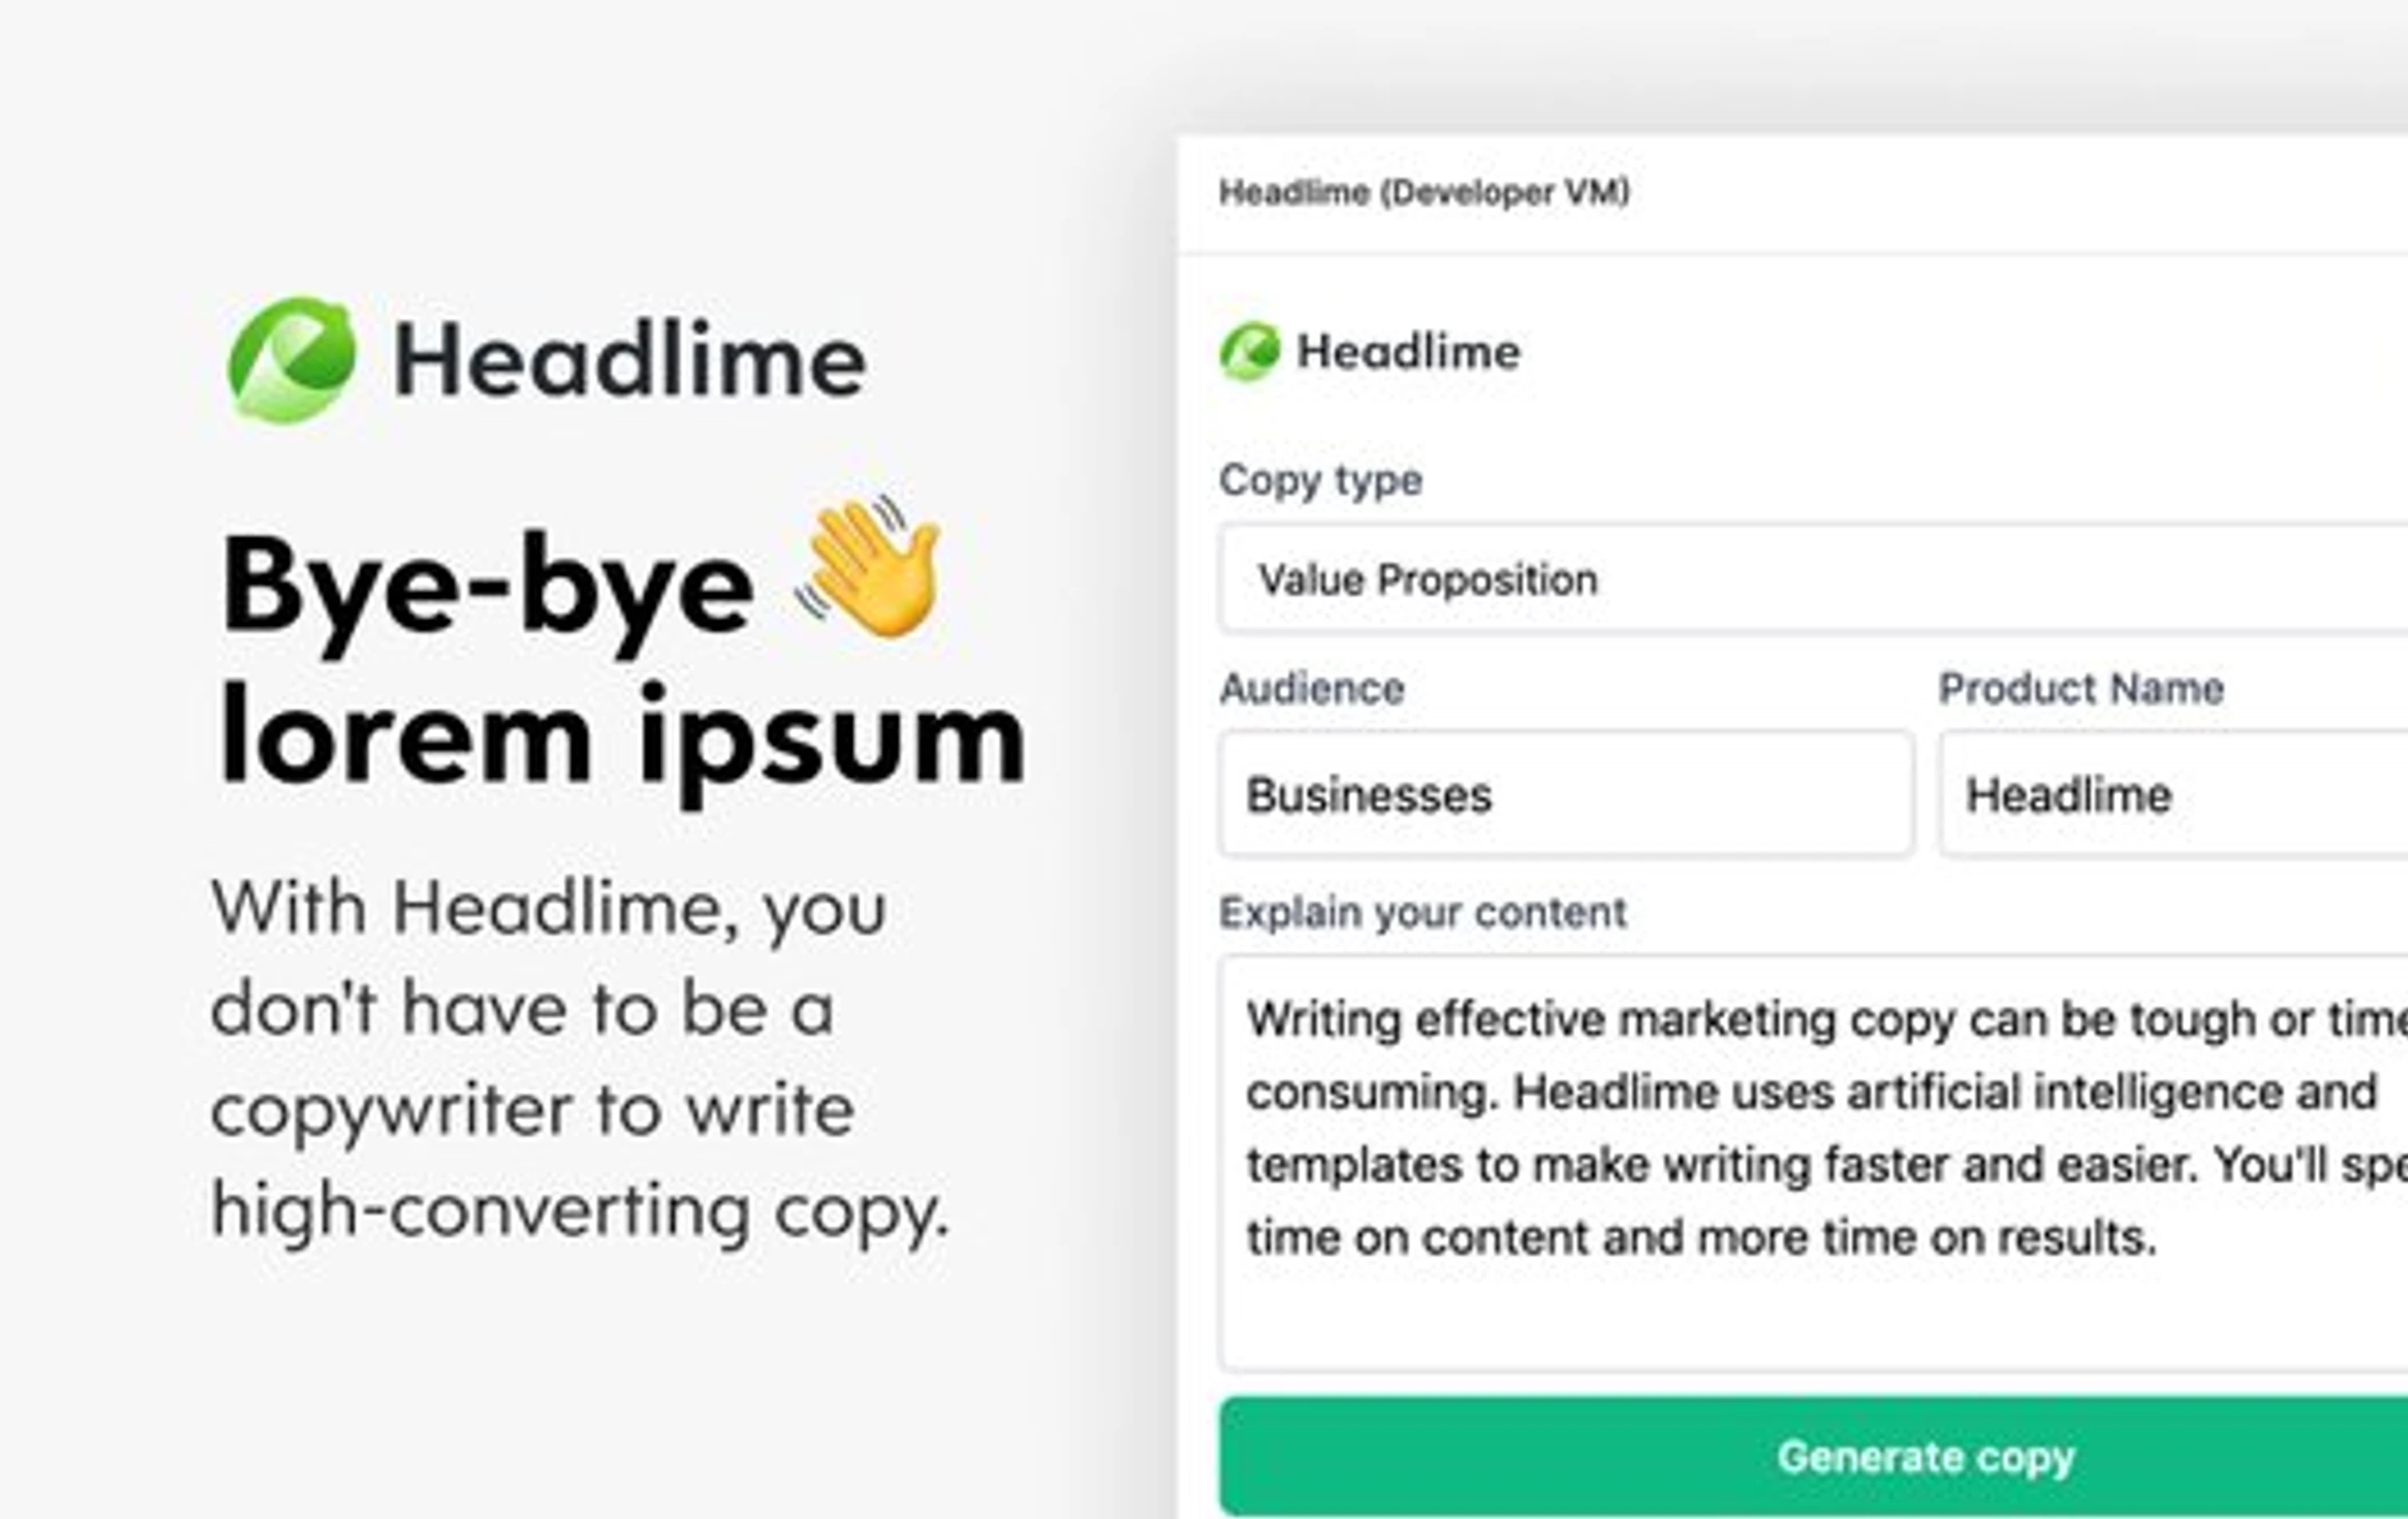 Headlime
Bye-bye 👋
lorem ipsum
With Headlime, you
don't have to be a
copywriter to write
high-converting copy.
Headlime (Developer VM)
Headlime
Copy type
Value Proposition
Audience
Product Name
Businesses
Headlime
Explain your content
Writing effective marketing copy can be tough or time
consuming. Headlime uses artificial intelligence and
templates to make writing faster and easier. You'll spe
time on content and more time on results.
Generate copy